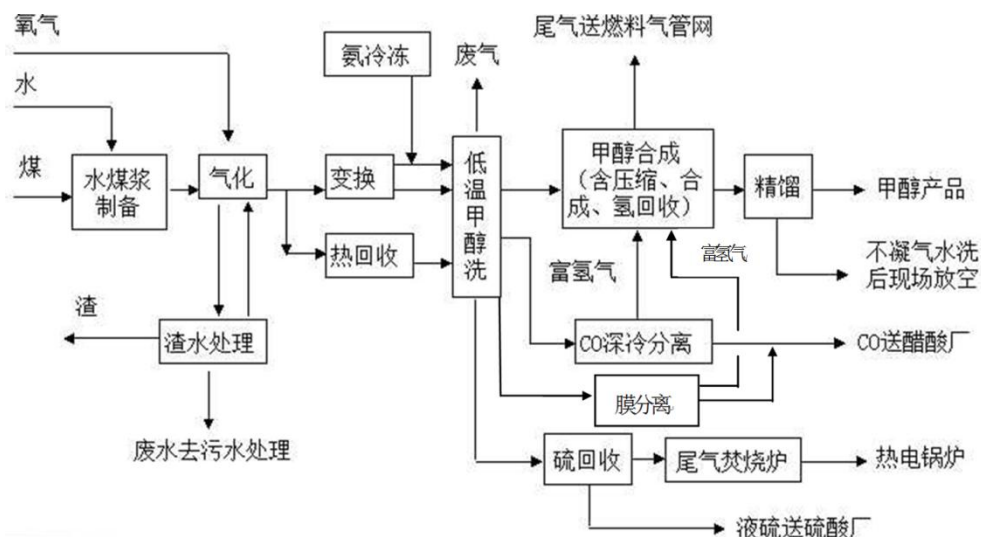 氧气
水
煤
水煤浆
制备
气化
渣
渣水处理
废水去污水处理
氨冷冻
变换
热回收
废气
低
温
甲
醇
洗
尾气送燃料气管网
甲醇合成
(含压缩、合
成、氢回收)
精馏
甲醇产品
不凝气水洗
后现场放空
富氢气
富氢气
CO深冷分离
CO送醋酸厂
膜分离
硫回收
尾气焚烧炉
热电锅炉
液硫送硫酸厂